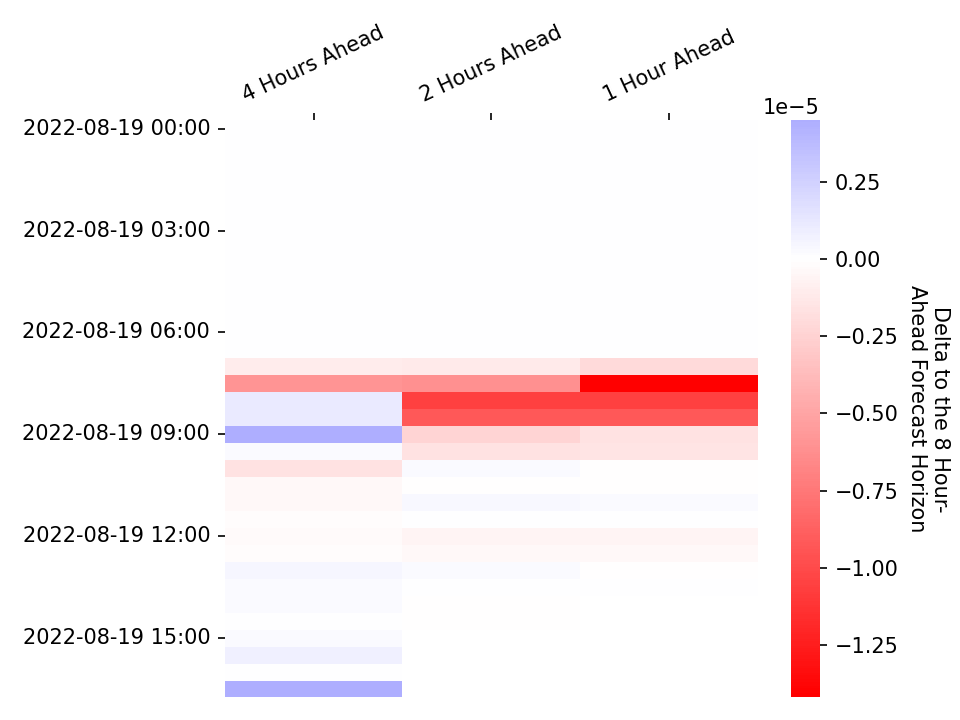 4 Hours Ahead
2 Hours Ahead
1 Hour Ahead
1e−5
2022-08-19 00:00
2022-08-19 03:00
2022-08-19 06:00
2022-08-19 09:00
2022-08-19 12:00
2022-08-19 15:00
0.25
0.00
−0.25
−0.50
−0.75
−1.00
−1.25
Delta to the 8 Hour-
Ahead Forecast Horizon